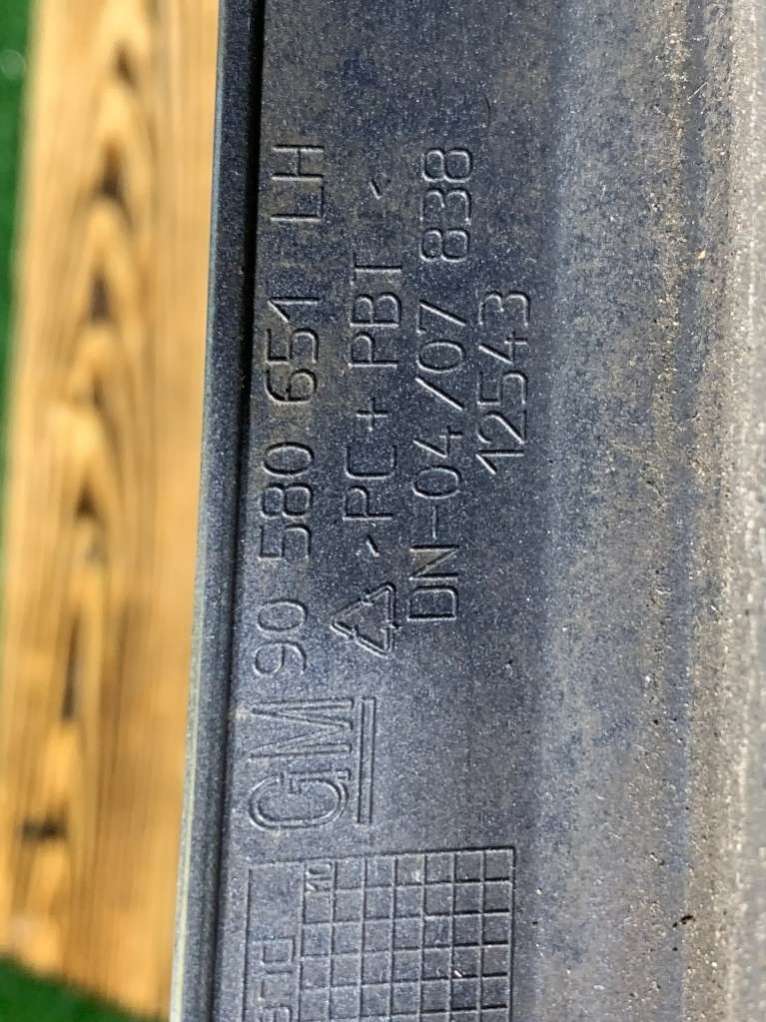 GM 90 580 651 LH
>PC + PBT<
DN-04/07 838
12543